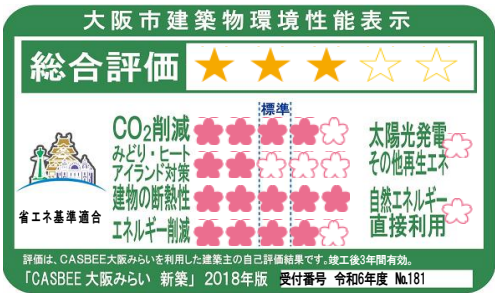 大阪市建築物環境性能表示
総合評価
標準
CO₂削減
みどり・ヒート
アイランド対策
建物の断熱性
エネルギー削減
太陽光発電
その他再生エネ
自然エネルギー
直接利用
省エネ基準適合
評価は、CASBEE大阪みらいを利用した建築主の自己評価結果です。竣工後3年間有効。
「CASBEE大阪みらい 新築」 2018年版 受付番号 令和6年度 No.181